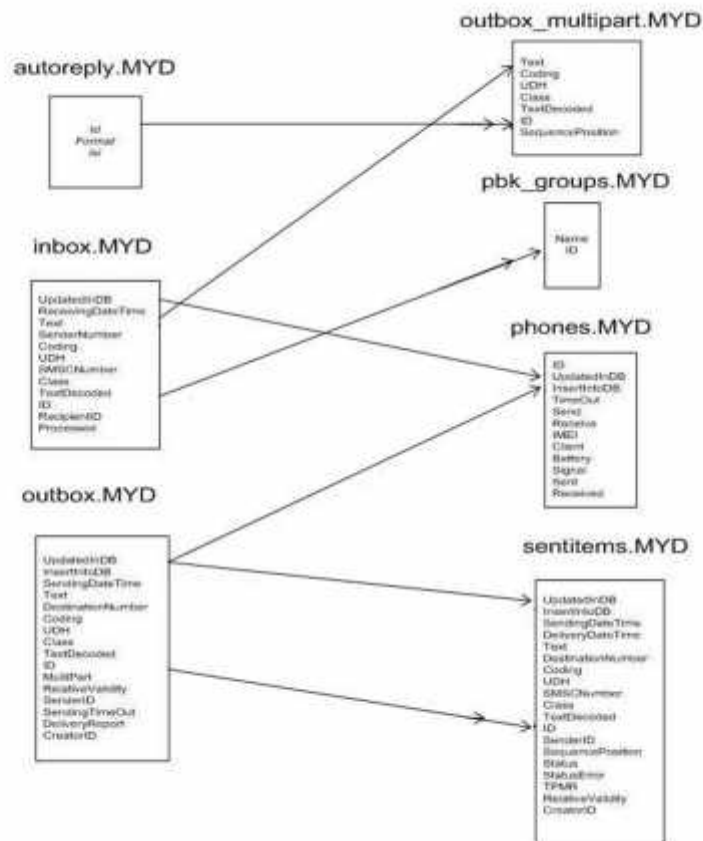 outbox_multipart.MYD
Text
Coding
UDH
Class
TextDecoded
ID
SequencePosition
autoreply.MYD
Id
Format
isi
pbk_groups.MYD
Name
ID
inbox.MYD
UpdatedInDB
ReceivingDateTime
Text
SenderNumber
Coding
UDH
SMSCNumber
Class
TextDecoded
ID
RecipientID
Processed
phones.MYD
ID
UpdatedInDB
InsertIntoDB
TimeOut
Send
Receive
IMEI
Client
Battery
Signal
Sent
Received
outbox.MYD
UpdatedInDB
InsertIntoDB
SendingDateTime
Text
DestinationNumber
Coding
UDH
Class
TextDecoded
ID
MultiPart
RelativeValidity
SenderID
SendingTimeOut
DeliveryReport
CreatorID
sentitems.MYD
UpdatedInDB
InsertIntoDB
SendingDateTime
DeliveryDateTime
Text
DestinationNumber
Coding
UDH
SMSCNumber
Class
TextDecoded
ID
SenderID
SequencePosition
Status
StatusError
TPMR
RelativeValidity
CreatorID